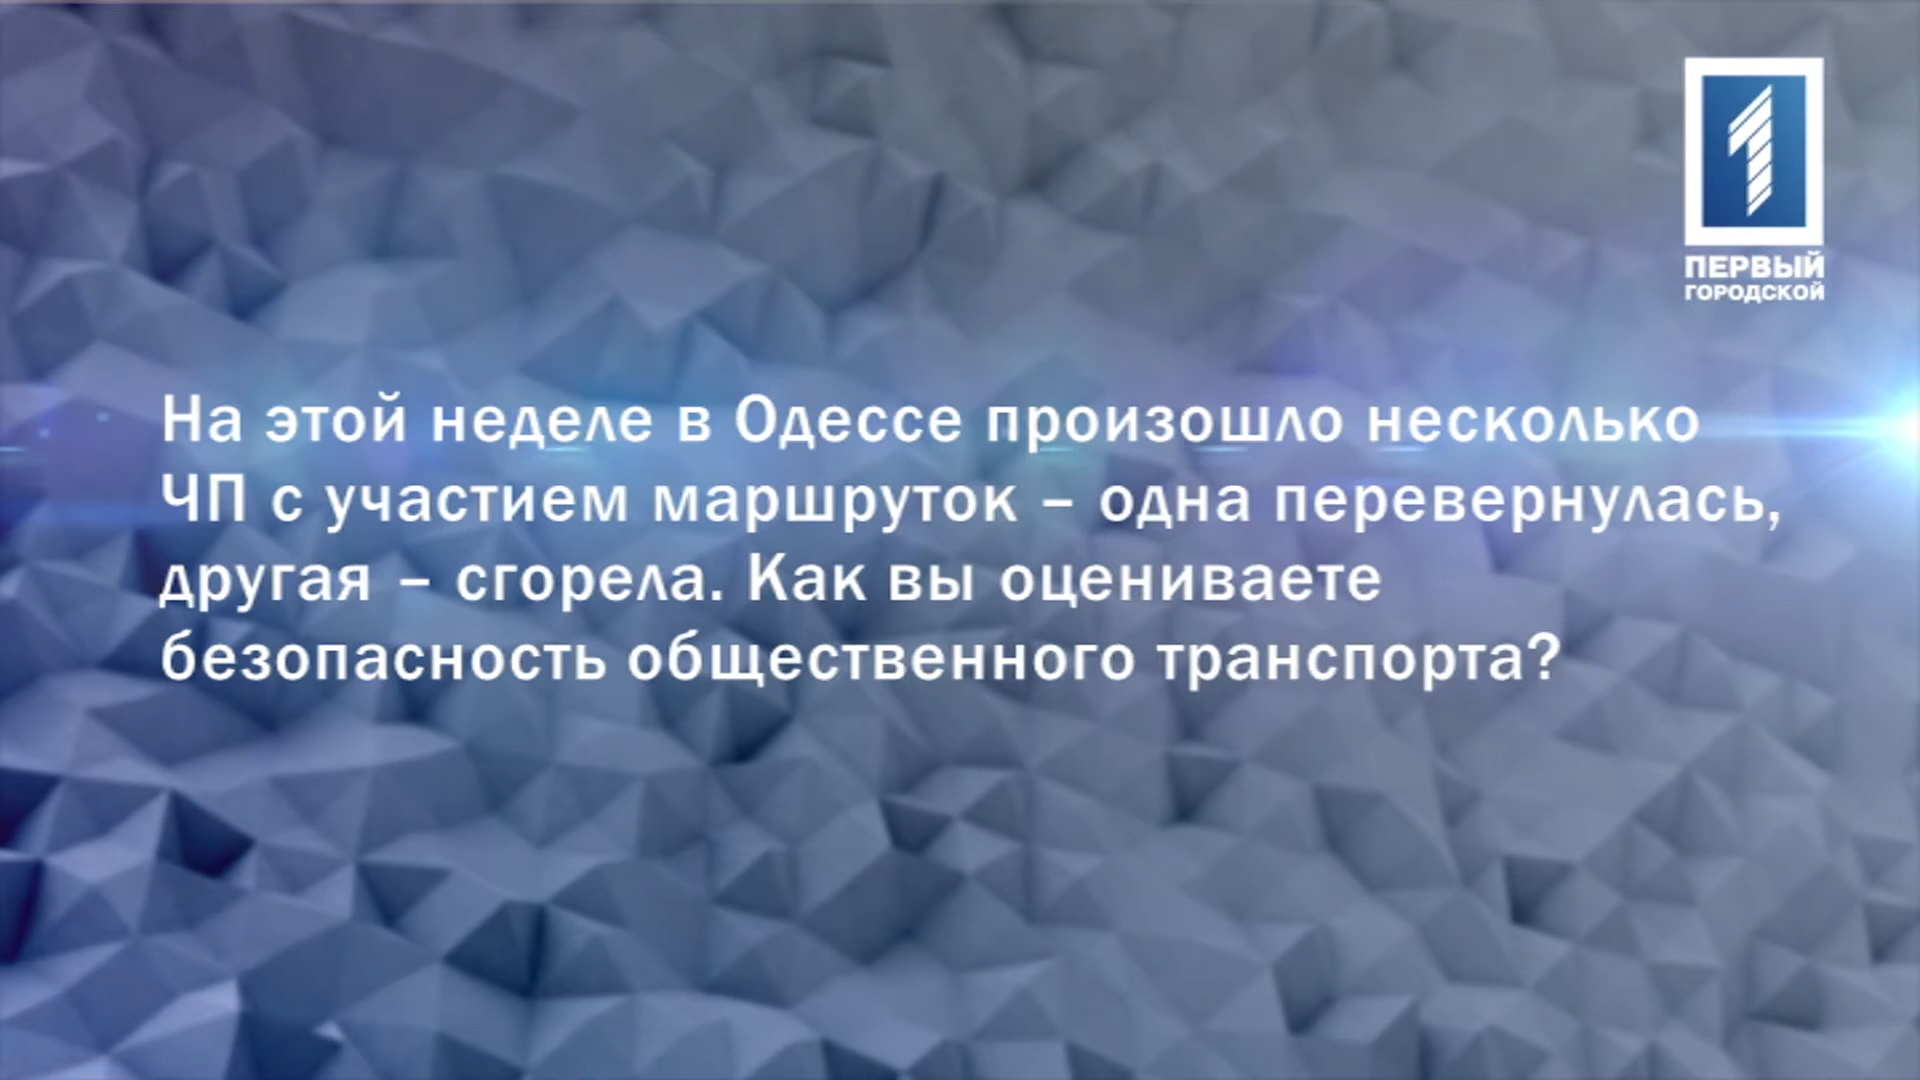 ПЕРВЫЙ
ГОРОДСКОЙ
На этой неделе в Одессе произошло несколько
ЧП с участием маршруток – одна перевернулась,
другая – сгорела. Как вы оцениваете
безопасность общественного транспорта?